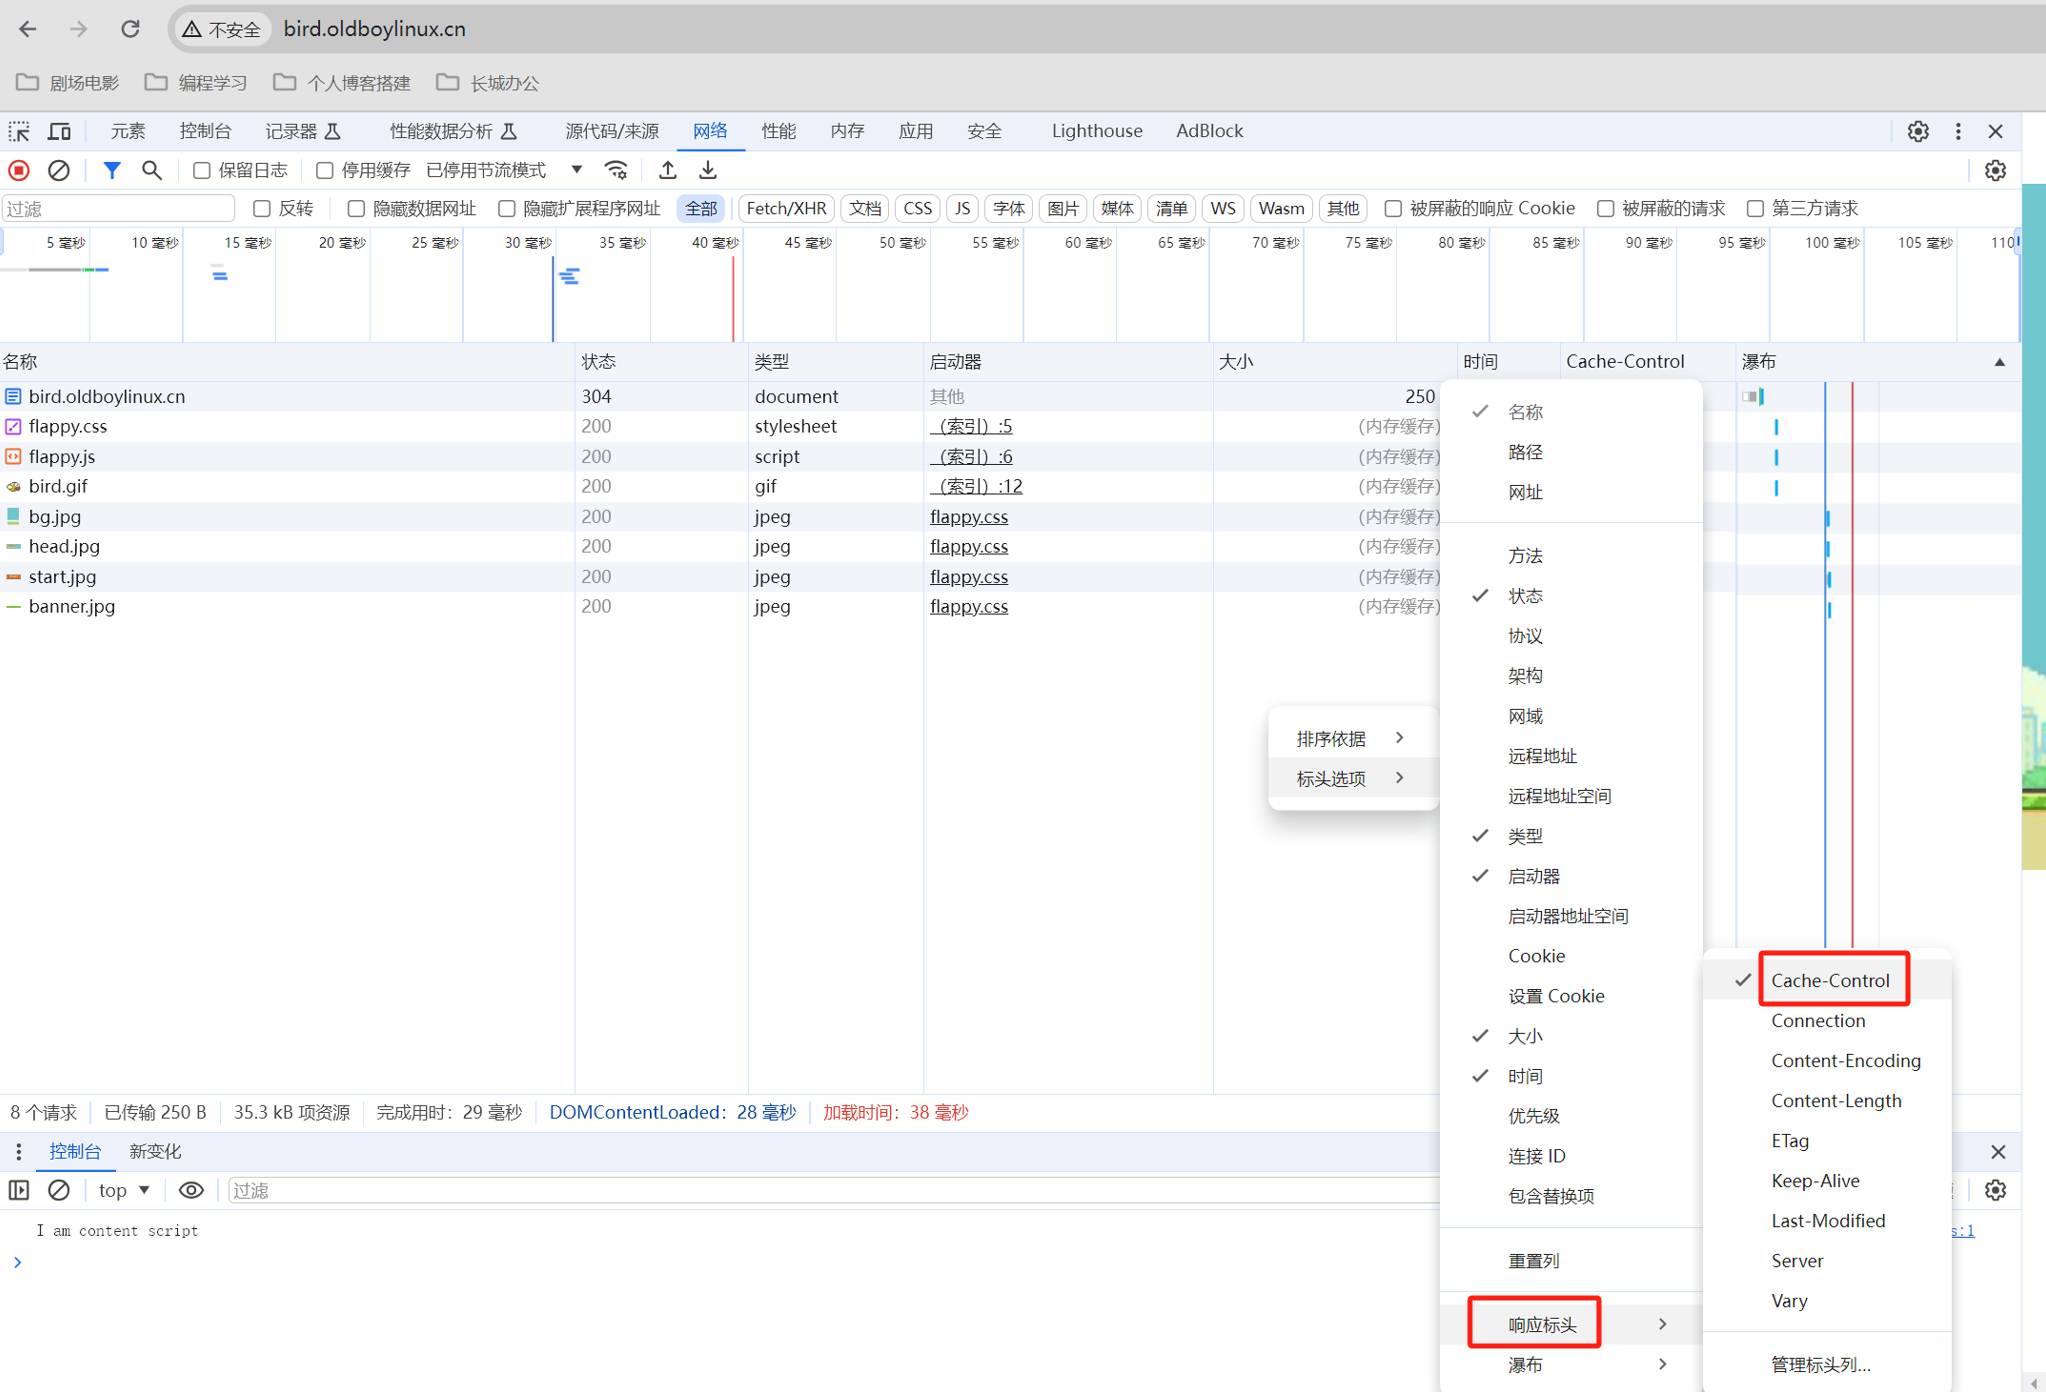 不安全 bird.oldboylinux.cn
剧场电影 编程学习 个人博客搭建 长城办公
元素 控制台 记录器 性能数据分析 源代码/来源 网络 性能 内存 应用 安全 Lighthouse AdBlock
保留日志 停用缓存 已停用节流模式
过滤 反转 隐藏数据网址 隐藏扩展程序网址 全部 Fetch/XHR 文档 CSS JS 字体 图片 媒体 清单 WS Wasm 其他 被屏蔽的响应 Cookie 被屏蔽的请求 第三方请求
5 毫秒 10 毫秒 15 毫秒 20 毫秒 25 毫秒 30 毫秒 35 毫秒 40 毫秒 45 毫秒 50 毫秒 55 毫秒 60 毫秒 65 毫秒 70 毫秒 75 毫秒 80 毫秒 85 毫秒 90 毫秒 95 毫秒 100 毫秒 105 毫秒 110
名称 状态 类型 启动器 大小 时间 Cache-Control 瀑布
bird.oldboylinux.cn 304 document 其他 250
flappy.css 200 stylesheet （索引）:5 (内存缓存)
flappy.js 200 script （索引）:6 (内存缓存)
bird.gif 200 gif （索引）:12 (内存缓存)
bg.jpg 200 jpeg flappy.css (内存缓存)
head.jpg 200 jpeg flappy.css (内存缓存)
start.jpg 200 jpeg flappy.css (内存缓存)
banner.jpg 200 jpeg flappy.css (内存缓存)
排序依据
标头选项
名称
路径
网址
方法
状态
协议
架构
网域
远程地址
远程地址空间
类型
启动器
启动器地址空间
Cookie
设置 Cookie
大小
时间
优先级
连接 ID
包含替换项
重置列
响应标头
瀑布
Cache-Control
Connection
Content-Encoding
Content-Length
ETag
Keep-Alive
Last-Modified
Server
Vary
管理标头列...
8 个请求 已传输 250 B 35.3 kB 项资源 完成用时：29 毫秒 DOMContentLoaded：28 毫秒 加载时间：38 毫秒
控制台 新变化
top 过滤
I am content script s:1